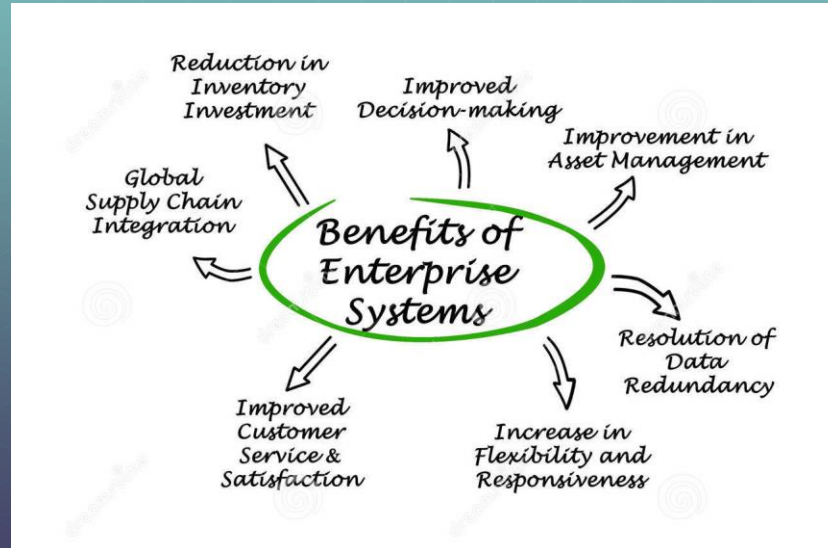 Benefits of
Enterprise
Systems
Reduction in
Inventory
Investment
Improved
Decision-making
Improvement in
Asset Management
Resolution of
Data
Redundancy
Increase in
Flexibility and
Responsiveness
Improved
Customer
Service &
Satisfaction
Global
Supply Chain
Integration